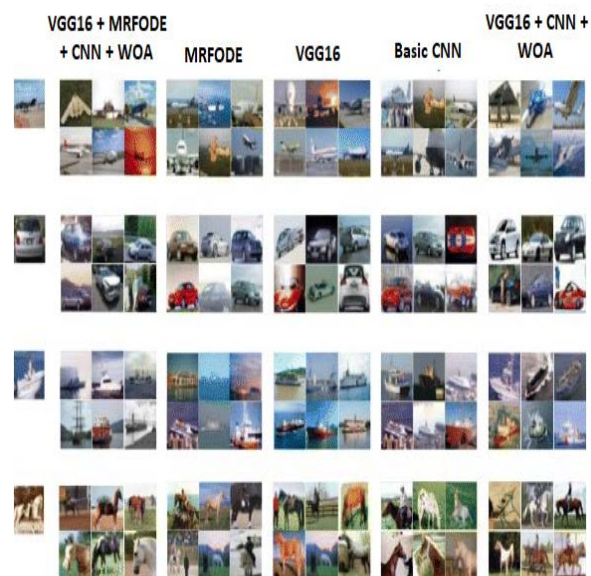 VGG16 + MRFODE
+ CNN + WOA
MRFODE
VGG16
Basic CNN
VGG16 + CNN +
WOA